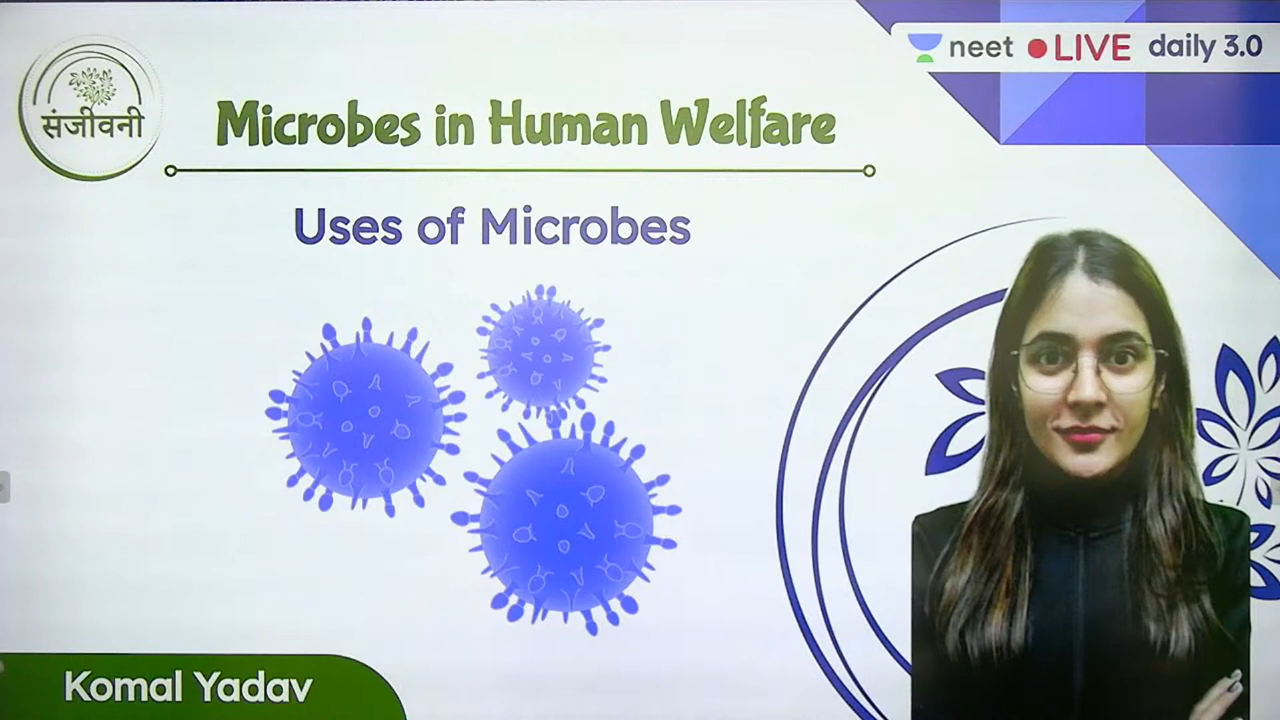 neet LIVE daily 3.0
संजीवनी
Microbes in Human Welfare
Uses of Microbes
Komal Yadav